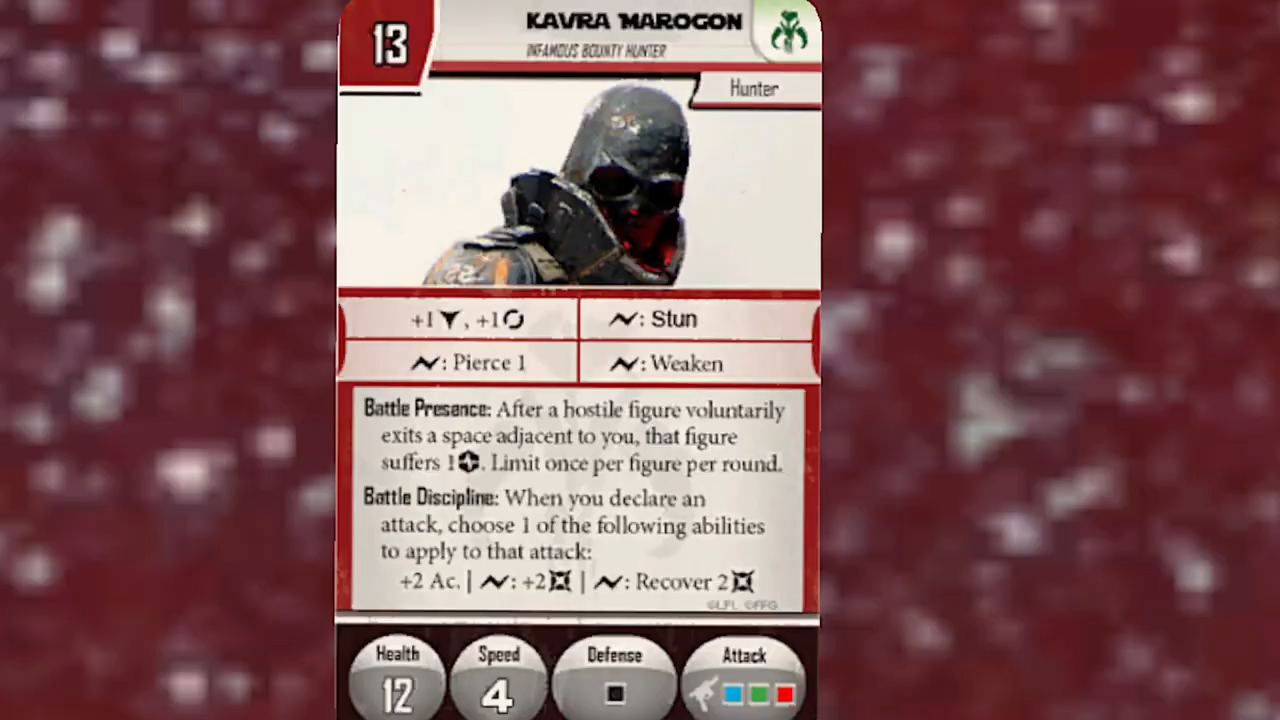 13
KAVRA MAROGON
INFAMOUS BOUNTY HUNTER
Hunter
+1, +1
: Stun
: Pierce 1
: Weaken
Battle Presence: After a hostile figure voluntarily
exits a space adjacent to you, that figure
suffers 1. Limit once per figure per round.
Battle Discipline: When you declare an
attack, choose 1 of the following abilities
to apply to that attack:
+2 Ac. | : +2 | : Recover 2
©LFL ©FFG
Health
12
Speed
4
Defense
Attack